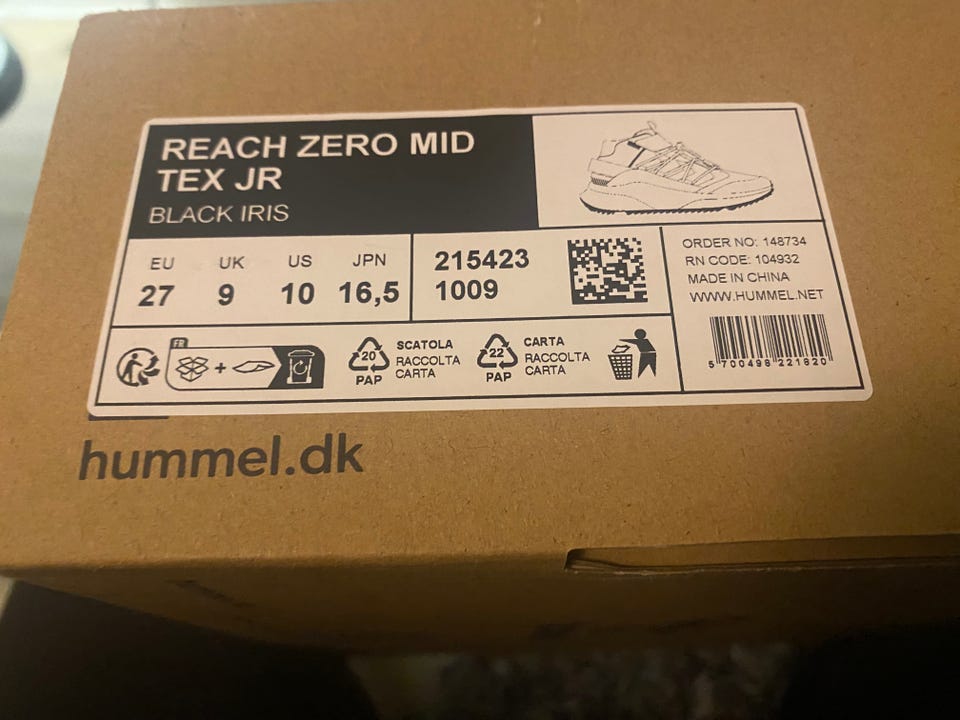 REACH ZERO MID
TEX JR
BLACK IRIS
EU UK US JPN
27 9 10 16,5
215423
1009
ORDER NO: 148734
RN CODE: 104932
MADE IN CHINA
WWW.HUMMEL.NET
5 700498 221820
FR
+
20
PAP
SCATOLA
RACCOLTA
CARTA
22
PAP
CARTA
RACCOLTA
CARTA
hummel.dk